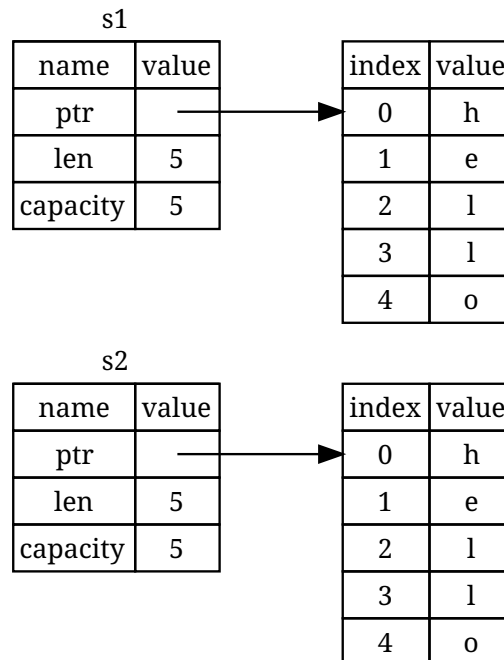 s1
name value index value
ptr 0 h
len 5 1 e
capacity 5 2 l
3 l
4 o
s2
name value index value
ptr 0 h
len 5 1 e
capacity 5 2 l
3 l
4 o